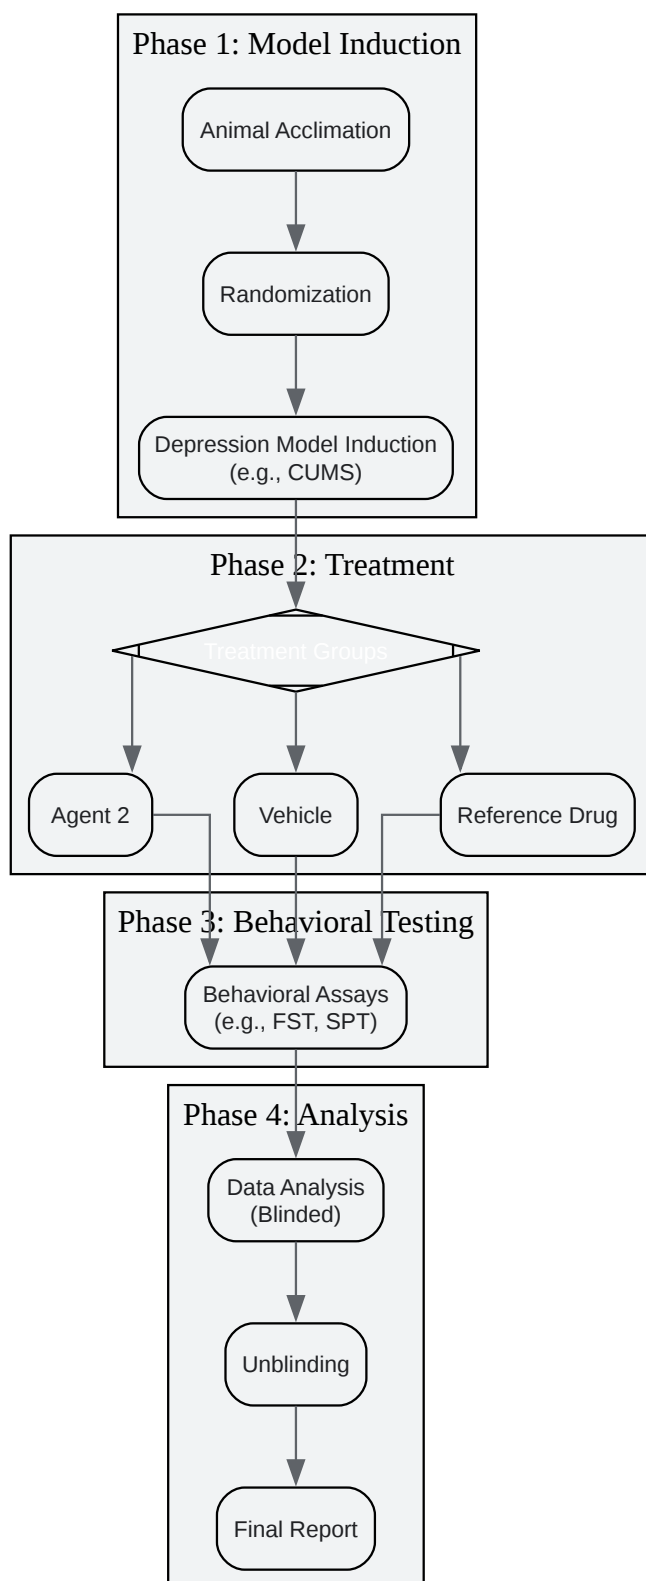 Phase 1: Model Induction
Animal Acclimation
Randomization
Depression Model Induction
(e.g., CUMS)
Phase 2: Treatment
Treatment Groups
Agent 2
Vehicle
Reference Drug
Phase 3: Behavioral Testing
Behavioral Assays
(e.g., FST, SPT)
Phase 4: Analysis
Data Analysis
(Blinded)
Unblinding
Final Report